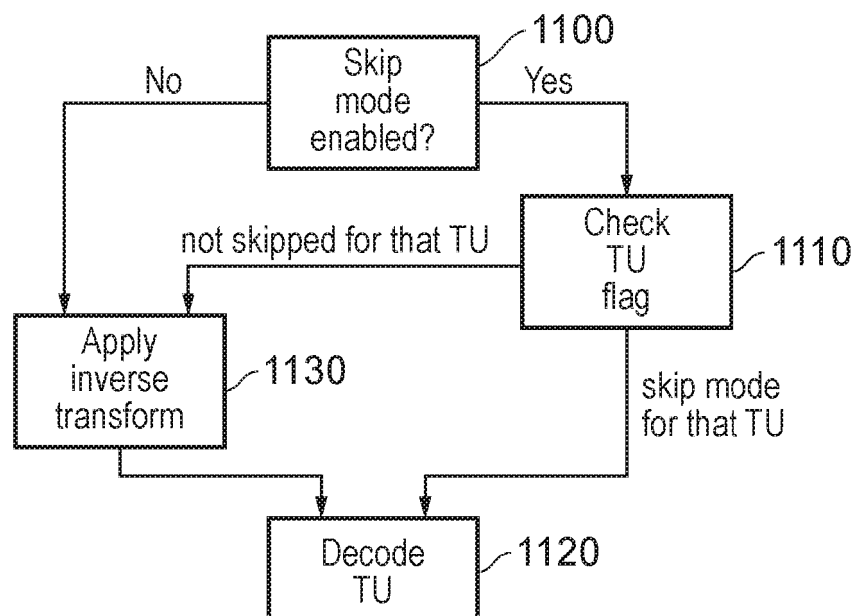 1100
Skip
mode
enabled?
No
Yes
Check
TU
flag
1110
not skipped for that TU
Apply
inverse
transform
1130
skip mode
for that TU
Decode
TU
1120